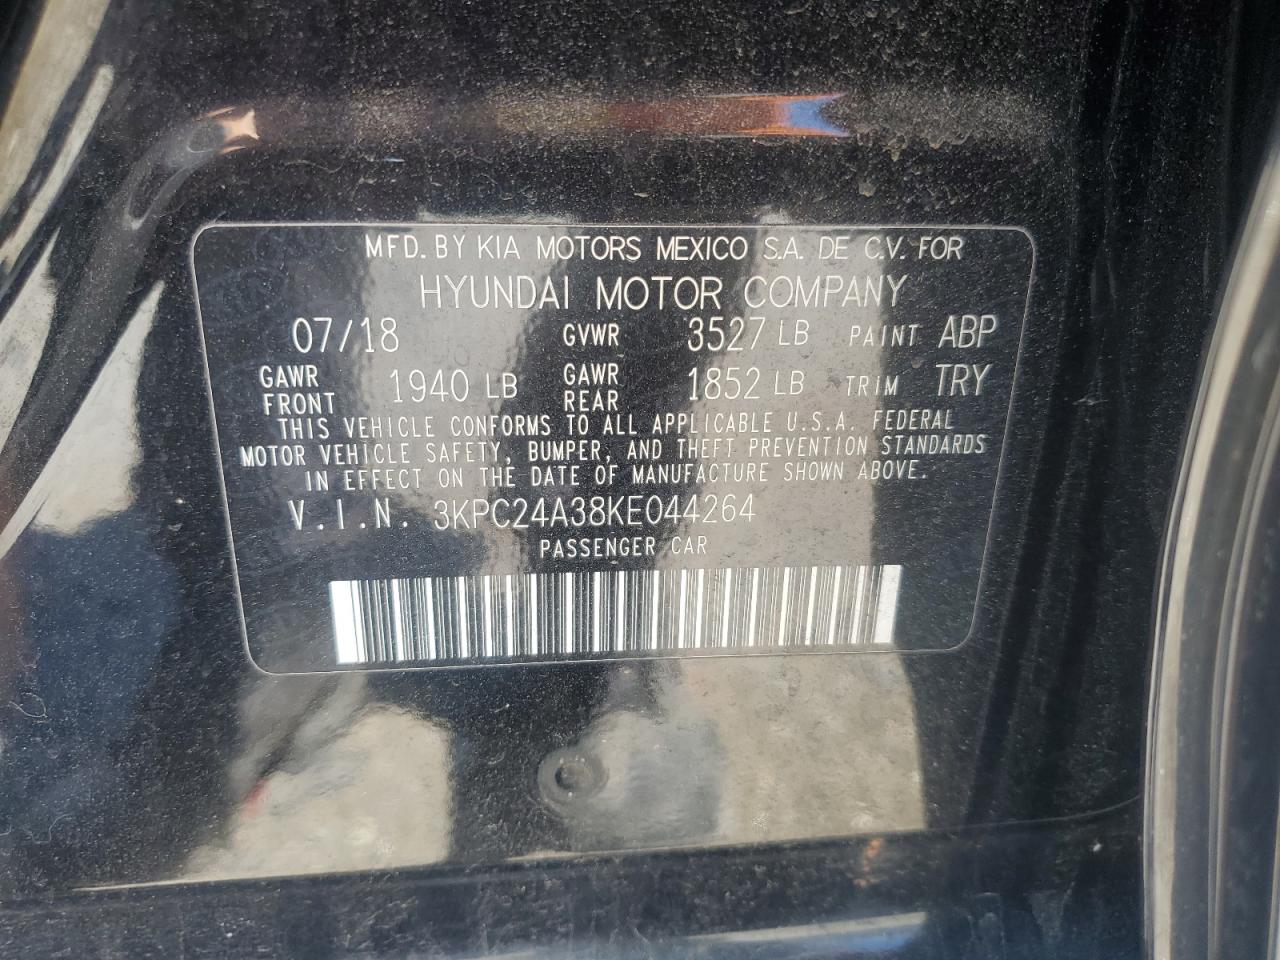 MFD. BY KIA MOTORS MEXICO S.A. DE C.V. FOR
HYUNDAI MOTOR COMPANY
07/18 GVWR 3527 LB PAINT ABP
GAWR FRONT 1940 LB GAWR REAR 1852 LB TRIM TRY
THIS VEHICLE CONFORMS TO ALL APPLICABLE U.S.A. FEDERAL
MOTOR VEHICLE SAFETY, BUMPER, AND THEFT PREVENTION STANDARDS
IN EFFECT ON THE DATE OF MANUFACTURE SHOWN ABOVE.
V.I.N. 3KPC24A38KE044264
PASSENGER CAR